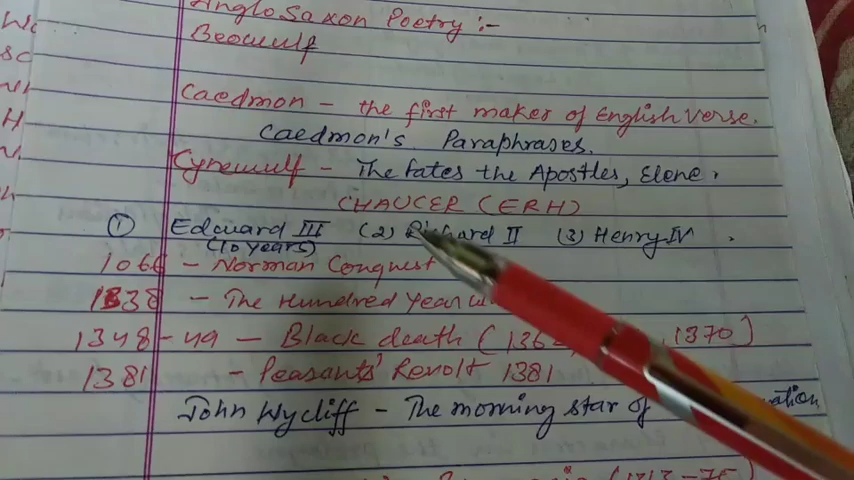 Anglo Saxon Poetry :-
Beowulf
Caedmon - the first maker of English Verse.
Caedmon's Paraphrases.
Cynewulf - The Fates the Apostles, Elene.
CHAUCER (ERH)
① Edward III (2) Richard II (3) Henry IV .
(10 years)
1066 - Norman Conquest
1338 - The Hundred Year
1348-49 - Black death ( 1370)
1381 - Peasants' Revolt 1381
John Wycliff - The morning star of